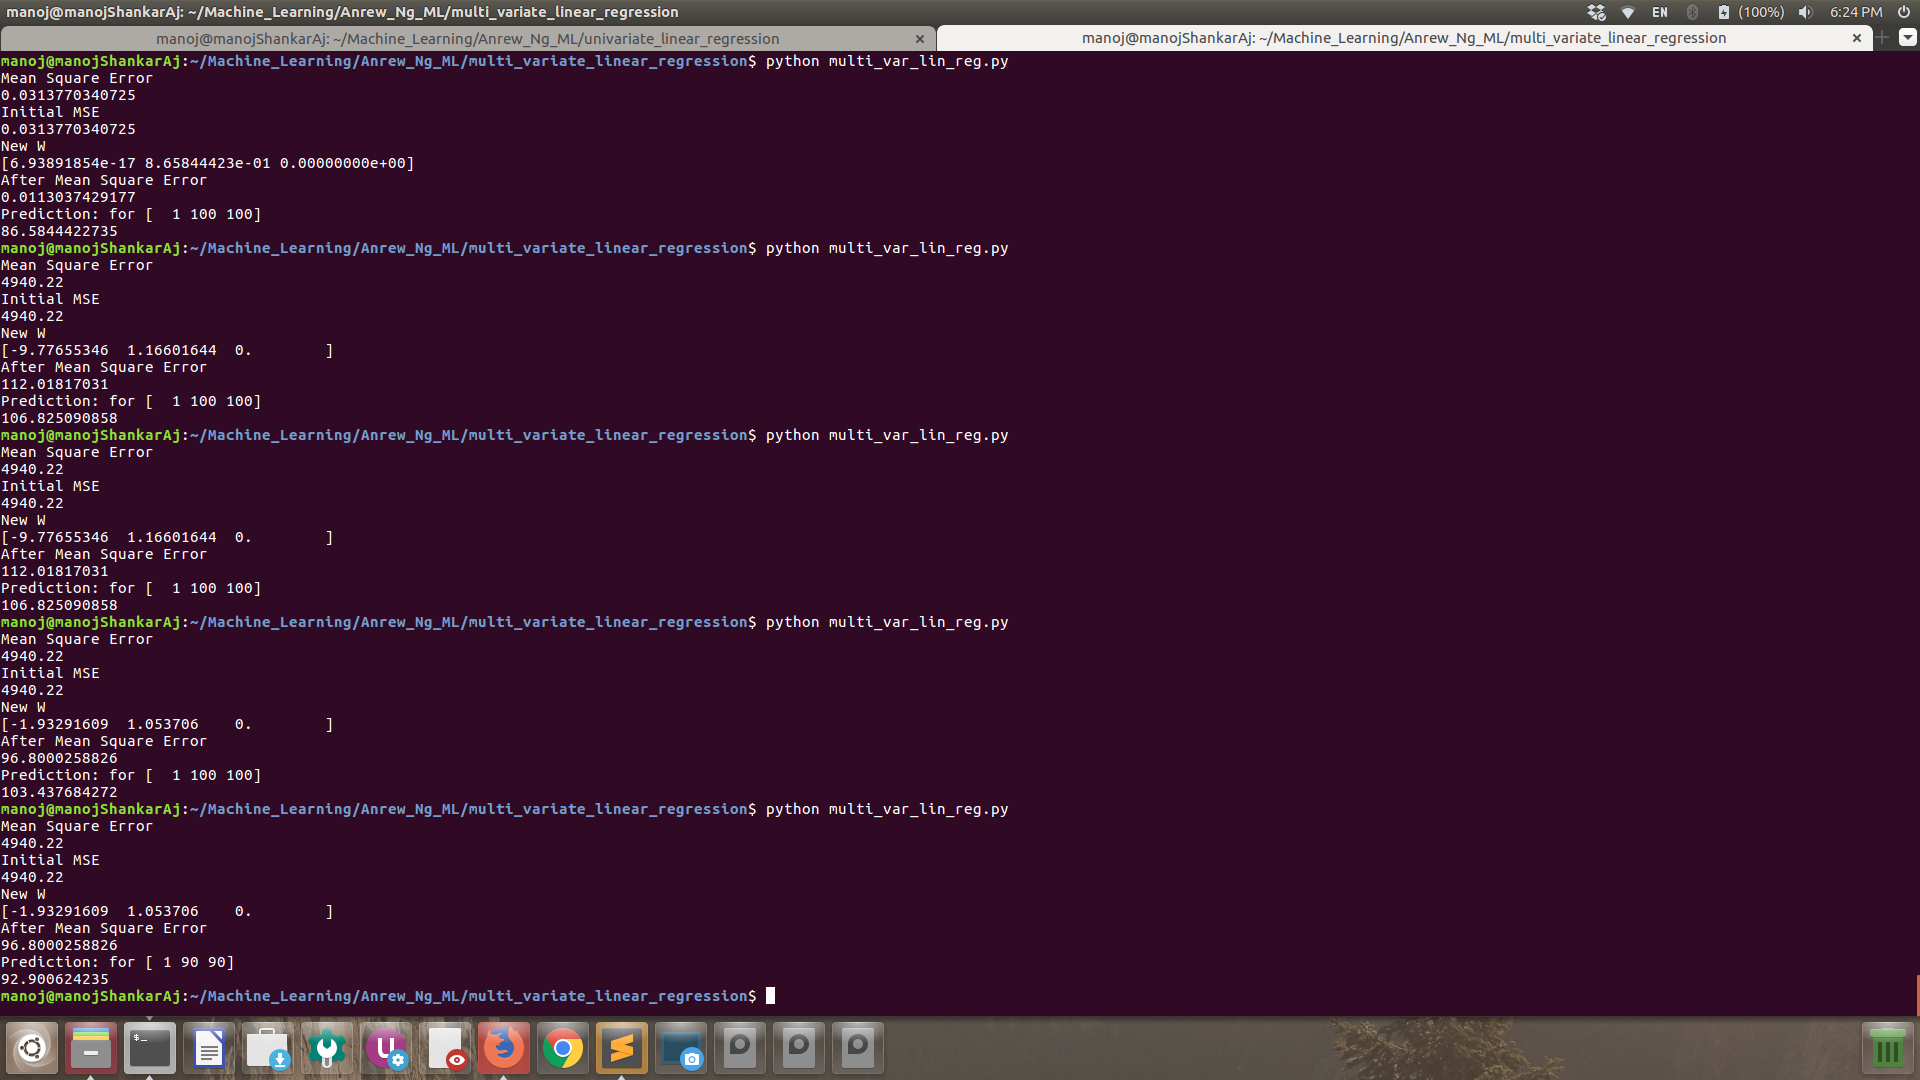 manoj@manojShankarAj: ~/Machine_Learning/Anrew_Ng_ML/multi_variate_linear_regression
EN (100%) 6:24 PM
manoj@manojShankarAj: ~/Machine_Learning/Anrew_Ng_ML/univariate_linear_regression
manoj@manojShankarAj: ~/Machine_Learning/Anrew_Ng_ML/multi_variate_linear_regression
manoj@manojShankarAj:~/Machine_Learning/Anrew_Ng_ML/multi_variate_linear_regression$ python multi_var_lin_reg.py
Mean Square Error
0.0313770340725
Initial MSE
0.0313770340725
New W
[6.93891854e-17 8.65844423e-01 0.00000000e+00]
After Mean Square Error
0.0113037429177
Prediction: for [  1 100 100]
86.5844422735
manoj@manojShankarAj:~/Machine_Learning/Anrew_Ng_ML/multi_variate_linear_regression$ python multi_var_lin_reg.py
Mean Square Error
4940.22
Initial MSE
4940.22
New W
[-9.77655346  1.16601644  0.        ]
After Mean Square Error
112.01817031
Prediction: for [  1 100 100]
106.825090858
manoj@manojShankarAj:~/Machine_Learning/Anrew_Ng_ML/multi_variate_linear_regression$ python multi_var_lin_reg.py
Mean Square Error
4940.22
Initial MSE
4940.22
New W
[-9.77655346  1.16601644  0.        ]
After Mean Square Error
112.01817031
Prediction: for [  1 100 100]
106.825090858
manoj@manojShankarAj:~/Machine_Learning/Anrew_Ng_ML/multi_variate_linear_regression$ python multi_var_lin_reg.py
Mean Square Error
4940.22
Initial MSE
4940.22
New W
[-1.93291609  1.053706    0.        ]
After Mean Square Error
96.8000258826
Prediction: for [  1 100 100]
103.437684272
manoj@manojShankarAj:~/Machine_Learning/Anrew_Ng_ML/multi_variate_linear_regression$ python multi_var_lin_reg.py
Mean Square Error
4940.22
Initial MSE
4940.22
New W
[-1.93291609  1.053706    0.        ]
After Mean Square Error
96.8000258826
Prediction: for [ 1 90 90]
92.900624235
manoj@manojShankarAj:~/Machine_Learning/Anrew_Ng_ML/multi_variate_linear_regression$